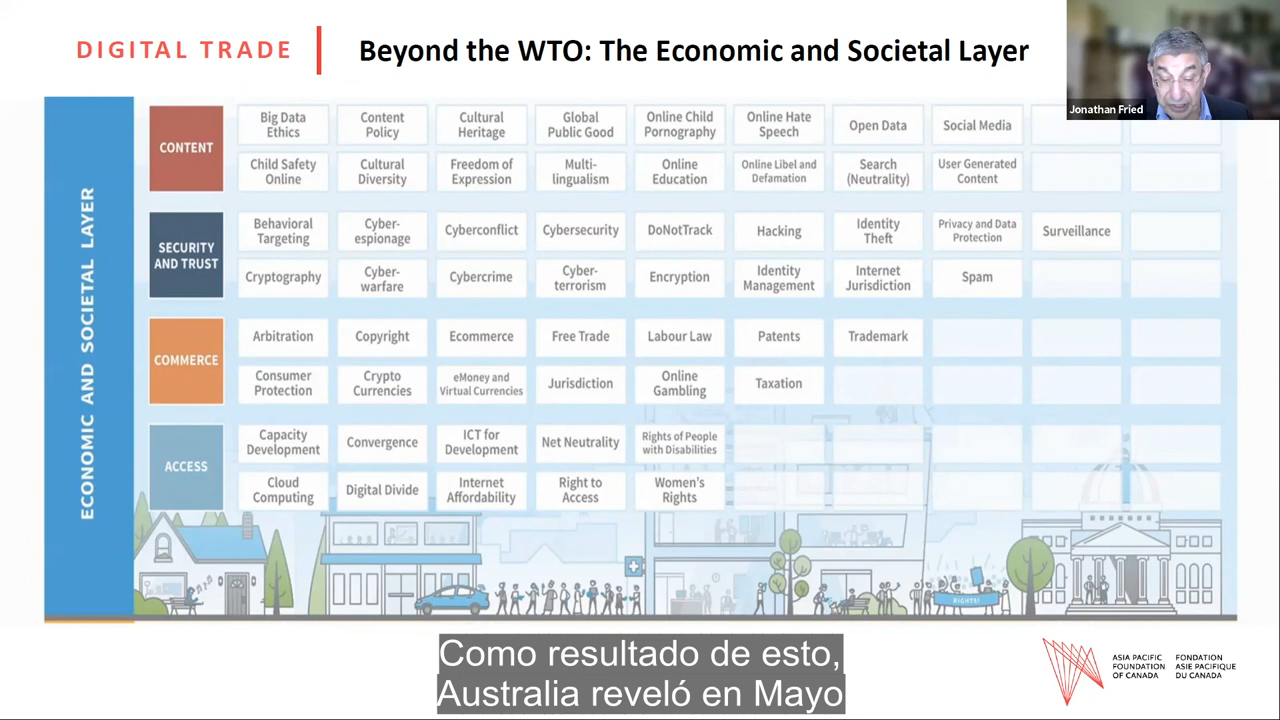 DIGITAL TRADE
Beyond the WTO: The Economic and Societal Layer
Jonathan Fried
ECONOMIC AND SOCIETAL LAYER
CONTENT
Big Data
Ethics
Content
Policy
Cultural
Heritage
Global
Public Good
Online Child
Pornography
Online Hate
Speech
Open Data
Social Media
Child Safety
Online
Cultural
Diversity
Freedom of
Expression
Multi-
lingualism
Online
Education
Online Libel and
Defamation
Search
(Neutrality)
User Generated
Content
SECURITY
AND TRUST
Behavioral
Targeting
Cyber-
espionage
Cyberconflict
Cybersecurity
DoNotTrack
Hacking
Identity
Theft
Privacy and Data
Protection
Surveillance
Cryptography
Cyber-
warfare
Cybercrime
Cyber-
terrorism
Encryption
Identity
Management
Internet
Jurisdiction
Spam
COMMERCE
Arbitration
Copyright
Ecommerce
Free Trade
Labour Law
Patents
Trademark
Consumer
Protection
Crypto
Currencies
eMoney and
Virtual Currencies
Jurisdiction
Online
Gambling
Taxation
ACCESS
Capacity
Development
Convergence
ICT for
Development
Net Neutrality
Rights of People
with Disabilities
Cloud
Computing
Digital Divide
Internet
Affordability
Right to
Access
Women's
Rights
RIGHTS!
Como resultado de esto,
Australia reveló en Mayo
ASIA PACIFIC
FOUNDATION
OF CANADA
FONDATION
ASIE PACIFIQUE
DU CANADA